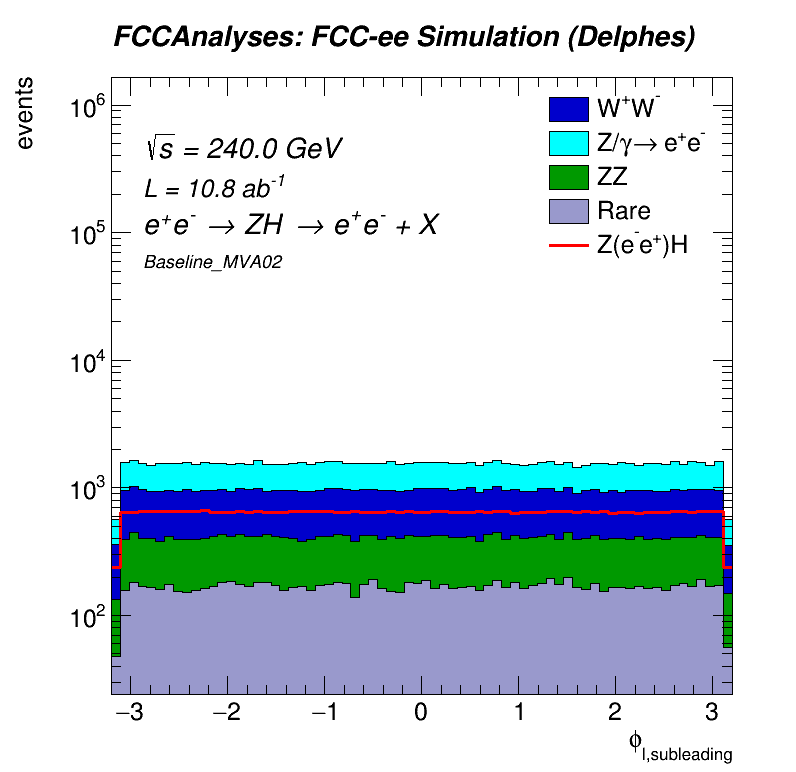 FCCAnalyses: FCC-ee Simulation (Delphes)
events
10⁶
10⁵
10⁴
10³
10²
√s = 240.0 GeV
L = 10.8 ab⁻¹
e⁺e⁻ → ZH → e⁺e⁻ + X
Baseline_MVA02
W⁺W⁻
Z/γ→ e⁺e⁻
ZZ
Rare
Z(e⁻e⁺)H
−3 −2 −1 0 1 2 3
ϕ_l,subleading